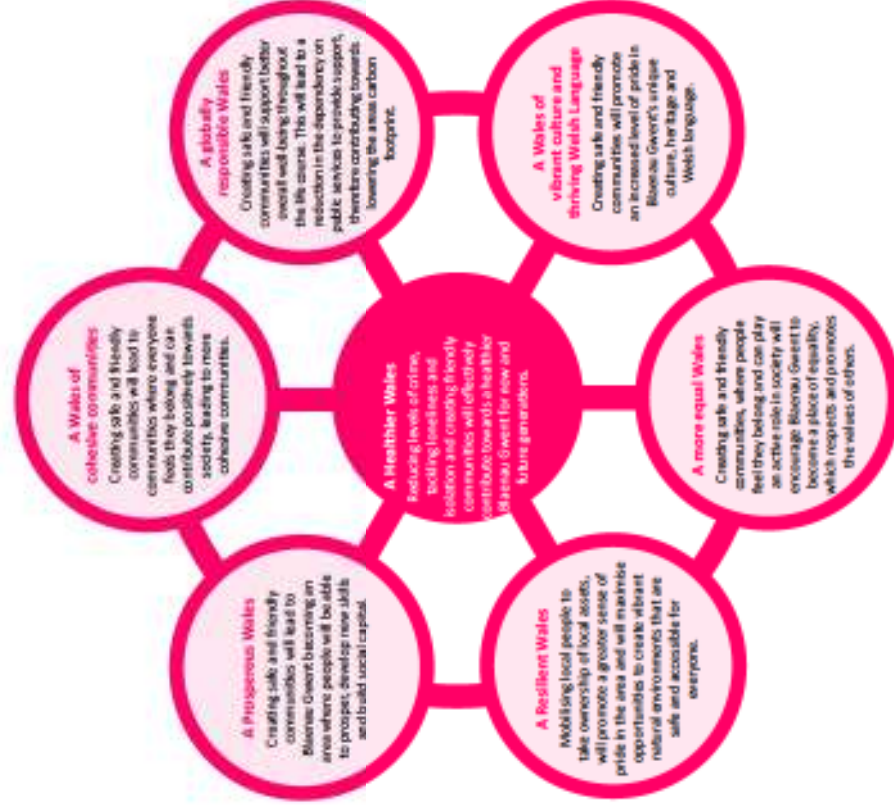 A Resilient Wales
Mobilising local people to
take ownership of local assets,
will promote a greater sense of
pride in the area and will maximise
opportunities to create vibrant
natural environments that are
safe and accessible for
everyone.
A Prosperous Wales
Creating safe and friendly
communities will lead to
Blaenau Gwent becoming an
area where people will be able
to prosper, develop new skills
and build social capital.
A more equal Wales
Creating safe and friendly
communities, where people
feel they belong and can play
an active role in society will
encourage Blaenau Gwent to
become a place of equality,
which respects and promotes
the values of others.
A Healthier Wales
Reducing levels of crime,
tackling loneliness and
isolation and creating friendly
communities will effectively
contribute towards a healthier
Blaenau Gwent for now and
future generations.
A Wales of
cohesive communities
Creating safe and friendly
communities will lead to
communities where everyone
feels they belong and can
contribute positively towards
society, leading to more
cohesive communities.
A Wales of
vibrant culture and
thriving Welsh Language
Creating safe and friendly
communities will promote
an increased level of pride in
Blaenau Gwent's unique
culture, heritage and
Welsh language.
A globally
responsible Wales
Creating safe and friendly
communities will support better
overall well-being throughout
the life course. This will lead to a
reduction in the dependency on
public services to provide support,
therefore contributing towards
lowering the areas carbon
footprint.